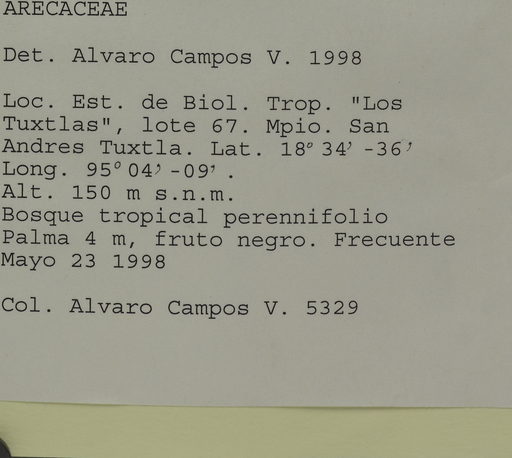 ARECACEAE
Det. Alvaro Campos V. 1998
Loc. Est. de Biol. Trop. "Los
Tuxtlas", lote 67. Mpio. San
Andres Tuxtla. Lat. 18° 34' -36'
Long. 95° 04' -09' .
Alt. 150 m s.n.m.
Bosque tropical perennifolio
Palma 4 m, fruto negro. Frecuente
Mayo 23 1998
Col. Alvaro Campos V. 5329